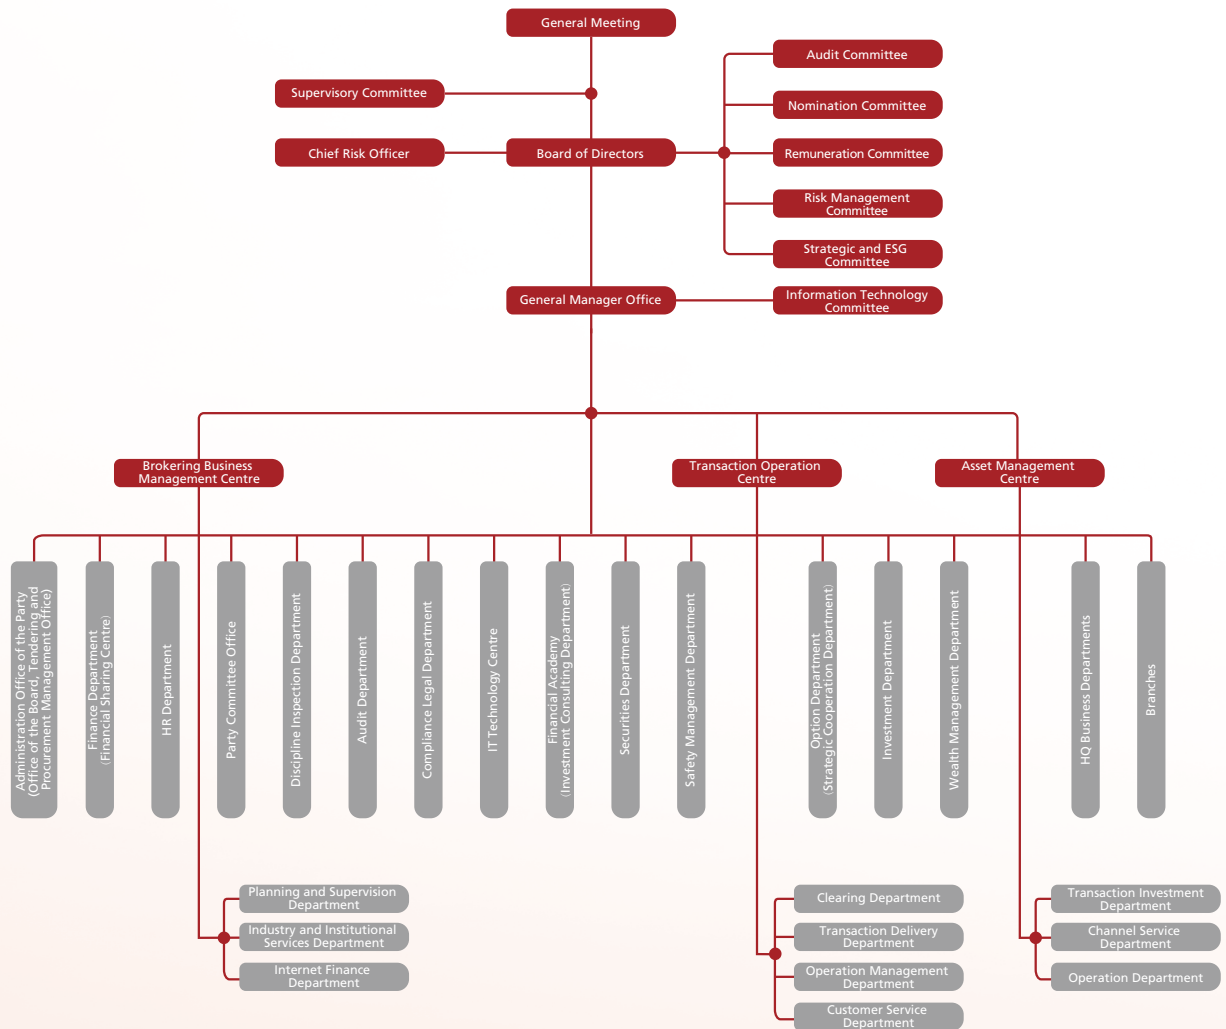 General Meeting
Audit Committee
Supervisory Committee
Nomination Committee
Chief Risk Officer
Board of Directors
Remuneration Committee
Risk Management
Committee
Strategic and ESG
Committee
General Manager Office
Information Technology
Committee
Brokering Business
Management Centre
Transaction Operation
Centre
Asset Management
Centre
Administration Office of the Party
(Office of the Board, Tendering and
Procurement Management Office)
Finance Department
(Financial Sharing Centre)
HR Department
Party Committee Office
Discipline Inspection Department
Audit Department
Compliance Legal Department
IT Technology Centre
Financial Academy
(Investment Consulting Department)
Securities Department
Safety Management Department
Option Department
(Strategic Cooperation Department)
Investment Department
Wealth Management Department
HQ Business Departments
Branches
Planning and Supervision
Department
Industry and Institutional
Services Department
Internet Finance
Department
Clearing Department
Transaction Delivery
Department
Operation Management
Department
Customer Service
Department
Transaction Investment
Department
Channel Service
Department
Operation Department